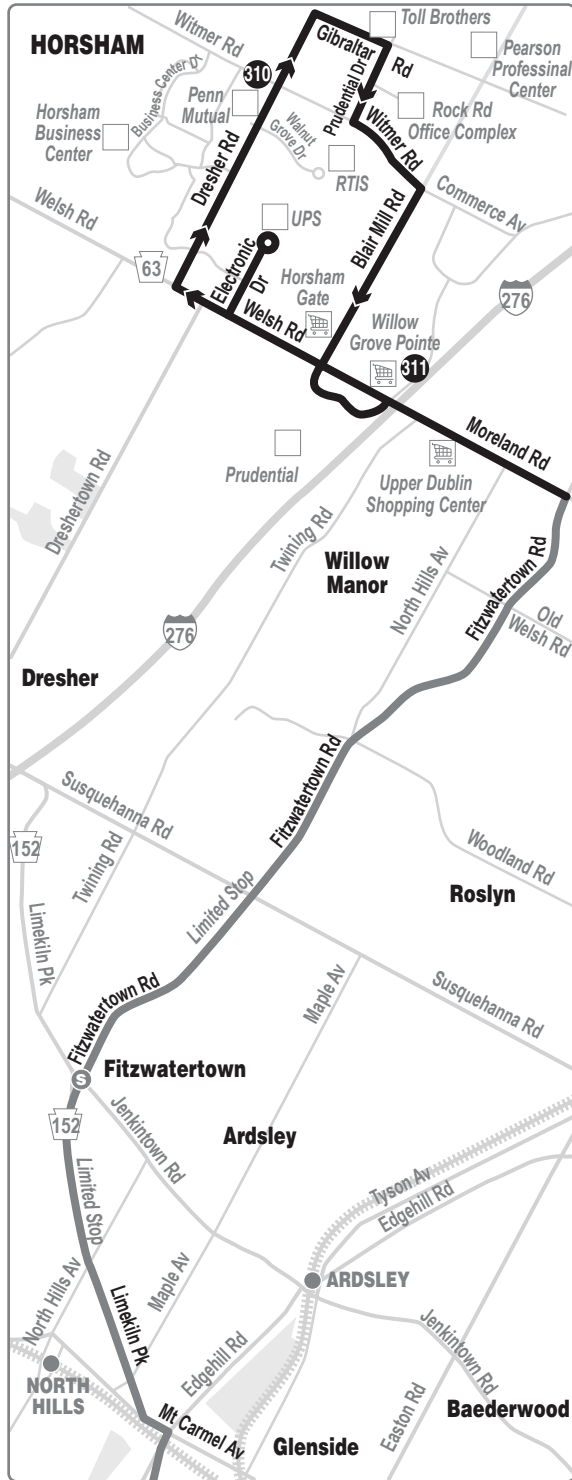 HORSHAM
Witmer Rd
Toll Brothers
Gibraltar
Rd
Pearson
Professinal
Center
310
Business Center Dr
Penn
Mutual
Prudential Dr
Rock Rd
Office Complex
Horsham
Business
Center
Walnut
Grove Dr
Witmer Rd
Dresher Rd
RTIS
Commerce Av
Welsh Rd
UPS
Blair Mill Rd
63
Electronic
Dr
Horsham
Gate
276
Welsh Rd
Willow
Grove Pointe
311
Moreland Rd
Prudential
Upper Dublin
Shopping Center
Dreshertown Rd
Twining Rd
Willow
Manor
North Hills Av
Fitzwatertown Rd
Old
Welsh Rd
276
Dresher
Fitzwatertown Rd
Susquehanna Rd
152
Twining Rd
Woodland Rd
Limited Stop
Roslyn
Limekiln Pk
Maple Av
Susquehanna Rd
Fitzwatertown Rd
S
Fitzwatertown
152
Jenkintown Rd
Ardsley
Limited Stop
Tyson Av
Edgehill Rd
North Hills Av
Maple Av
ARDSLEY
Limekiln Pk
Edgehill Rd
Jenkintown Rd
NORTH
HILLS
Mt Carmel Av
Easton Rd
Baederwood
Glenside